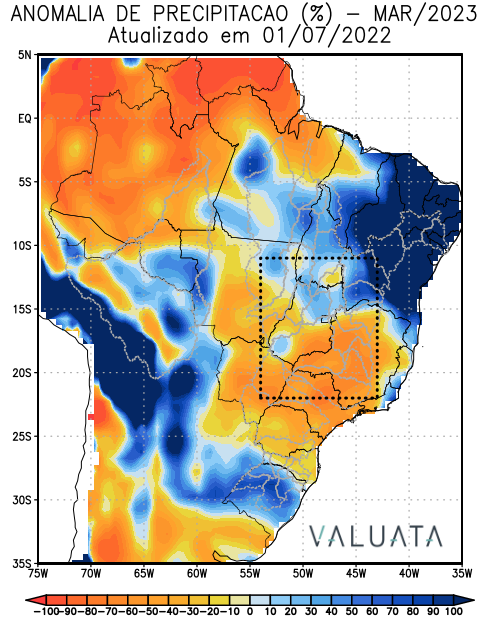 ANOMALIA DE PRECIPITACAO (%) – MAR/2023
Atualizado em 01/07/2022
5N
EQ
5S
10S
15S
20S
25S
30S
35S
VALUATA
75W 70W 65W 60W 55W 50W 45W 40W 35W
-100 -90 -80 -70 -60 -50 -40 -30 -20 -10 0 10 20 30 40 50 60 70 80 90 100